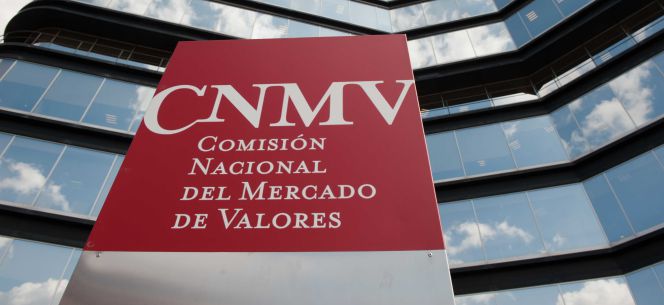 CNMV
COMISIÓN
NACIONAL
DEL MERCADO
DE VALORES